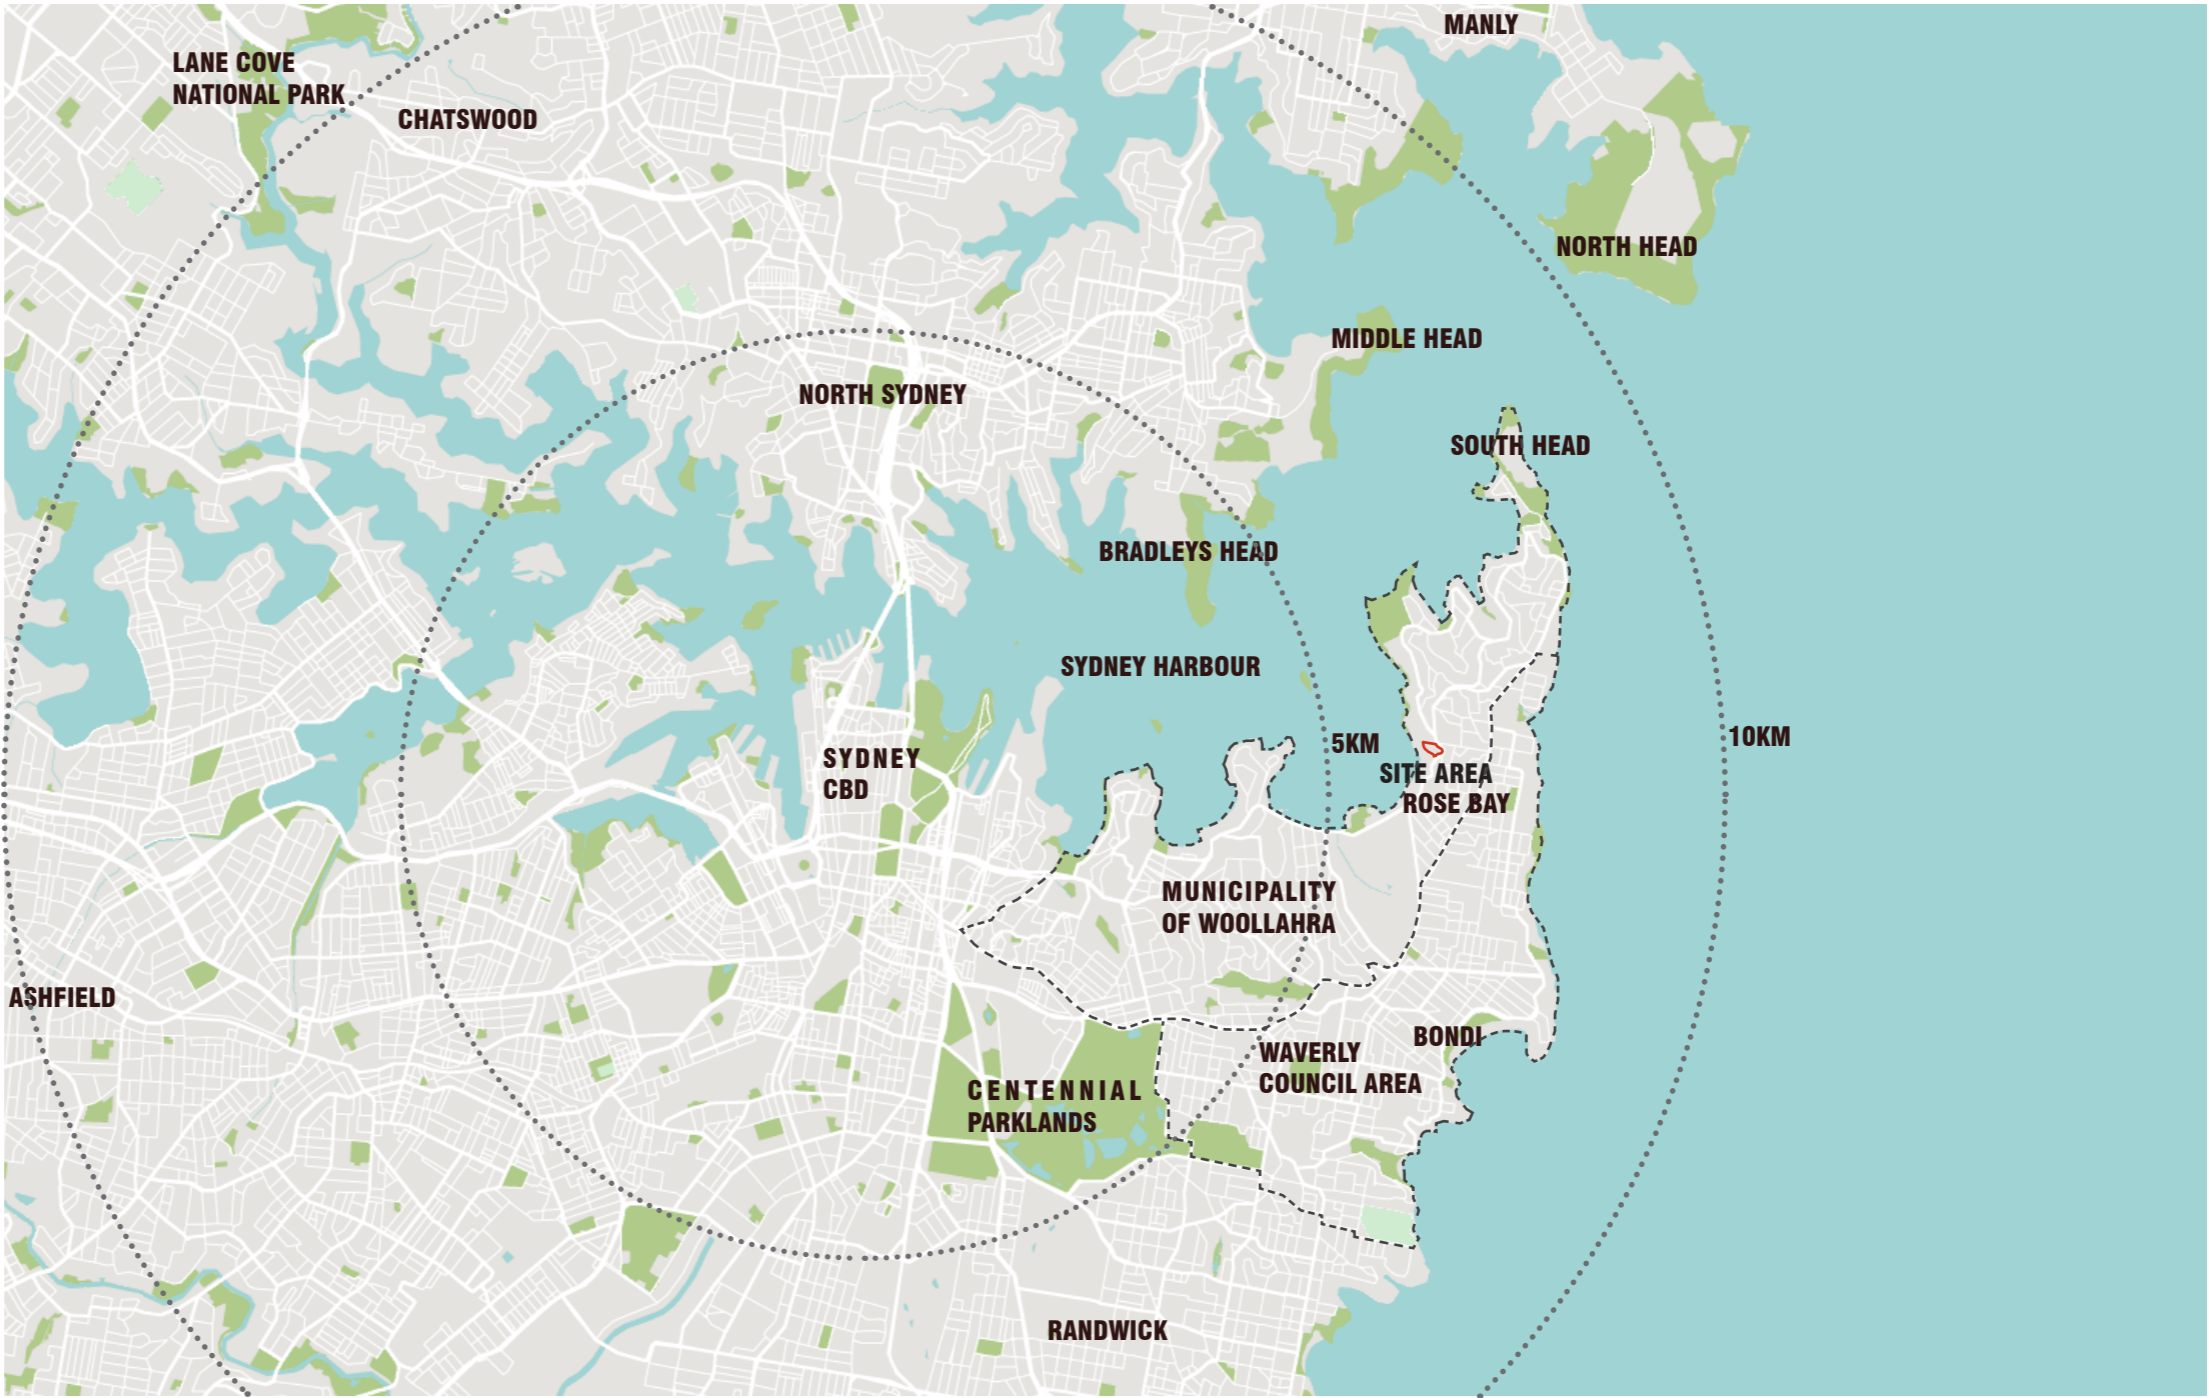 MANLY
LANE COVE
NATIONAL PARK
CHATSWOOD
NORTH HEAD
MIDDLE HEAD
NORTH SYDNEY
SOUTH HEAD
BRADLEYS HEAD
SYDNEY HARBOUR
5KM
10KM
SYDNEY
CBD
SITE AREA
ROSE BAY
MUNICIPALITY
OF WOOLLAHRA
ASHFIELD
BONDI
WAVERLY
COUNCIL AREA
CENTENNIAL
PARKLANDS
RANDWICK